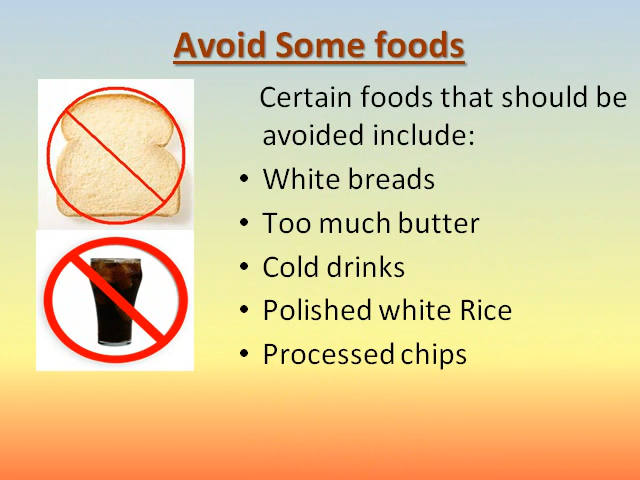 Avoid Some foods
Certain foods that should be
avoided include:
• White breads
• Too much butter
• Cold drinks
• Polished white Rice
• Processed chips